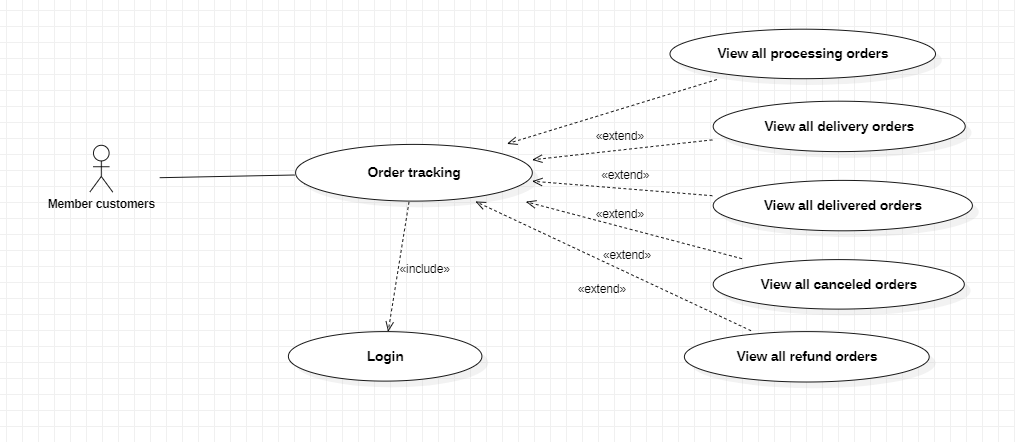 View all processing orders
«extend»
View all delivery orders
Order tracking
«extend»
Member customers
View all delivered orders
«extend»
«extend»
«include»
View all canceled orders
«extend»
Login
View all refund orders